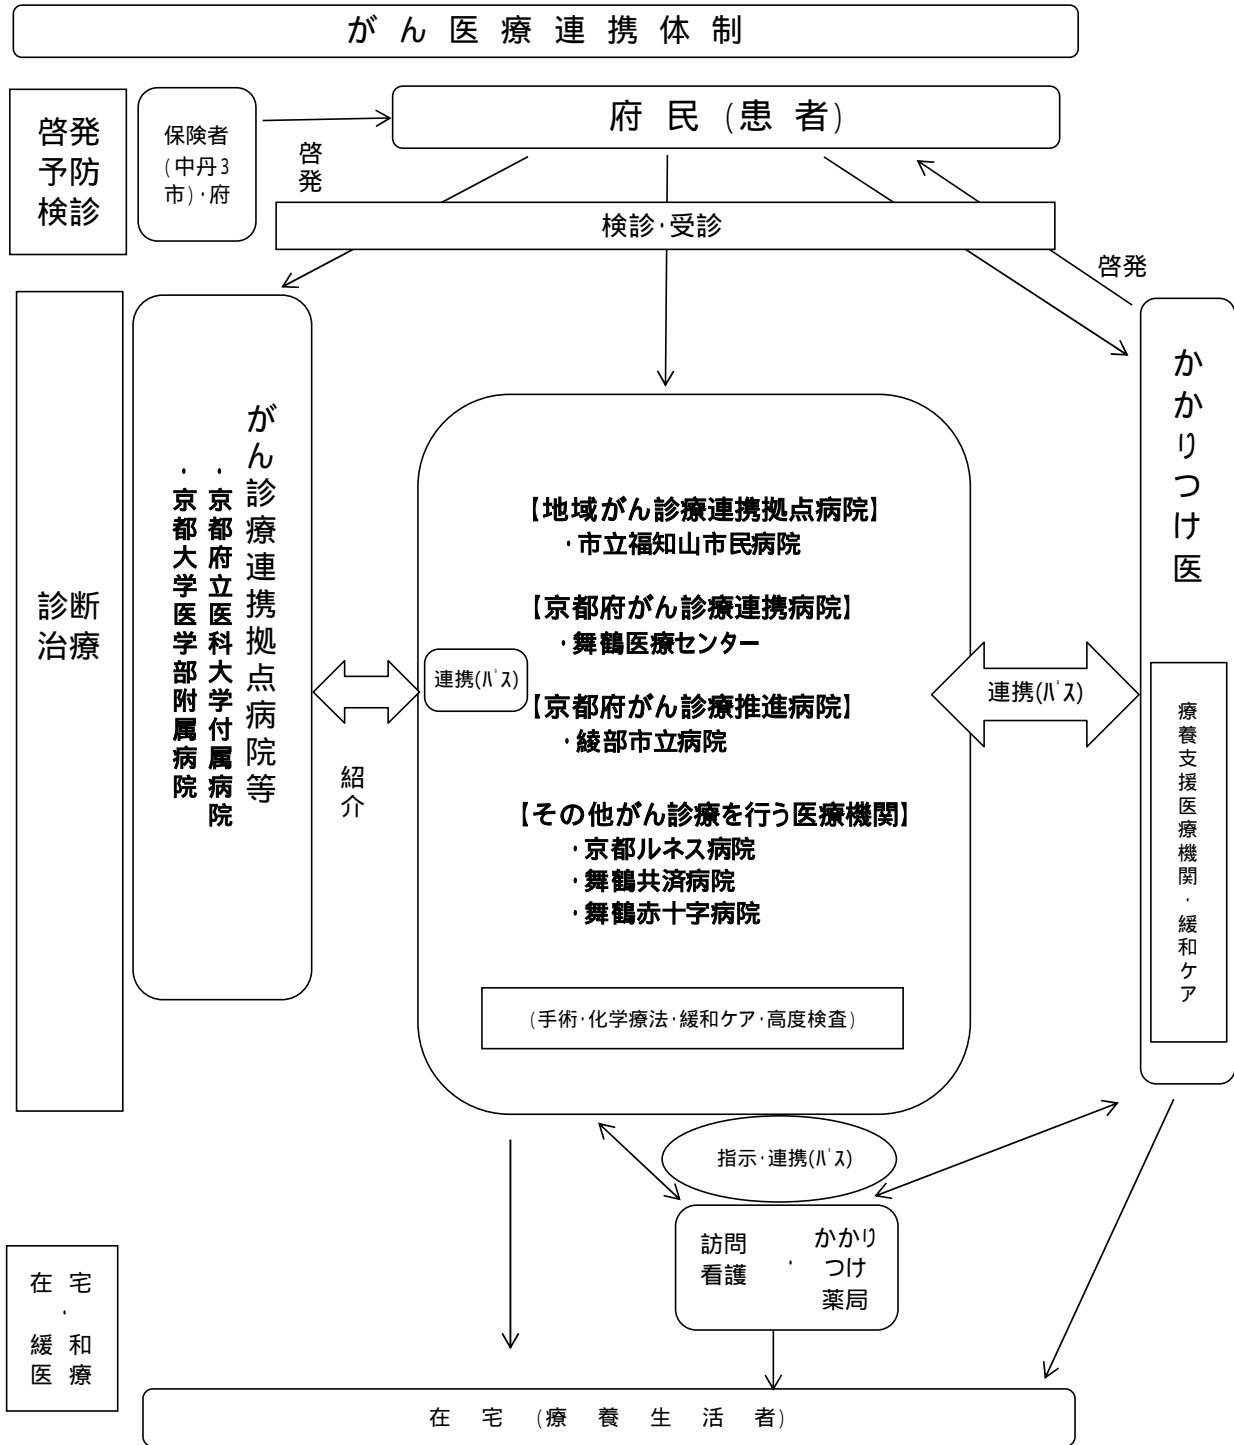 がん医療連携体制
啓発
予防
検診
保険者
(中丹3
市)・府
啓発
府民(患者)
検診・受診
啓発
診断
治療
がん診療連携拠点病院等
・京都府立医科大学付属病院
・京都大学医学部附属病院
紹介
連携(パス)
【地域がん診療連携拠点病院】
・市立福知山市民病院
【京都府がん診療連携病院】
・舞鶴医療センター
【京都府がん診療推進病院】
・綾部市立病院
【その他がん診療を行う医療機関】
・京都ルネス病院
・舞鶴共済病院
・舞鶴赤十字病院
(手術・化学療法・緩和ケア・高度検査)
連携(パス)
かかりつけ医
療養支援医療機関・緩和ケア
指示・連携(パス)
訪問
看護
・
かかり
つけ
薬局
在宅
・
緩和
医療
在宅(療養生活者)